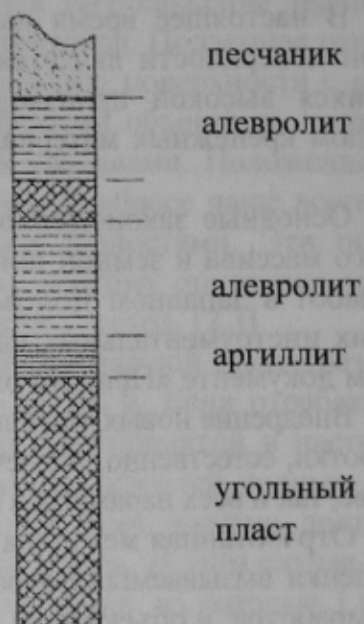 песчаник
алевролит
алевролит
аргиллит
угольный
пласт